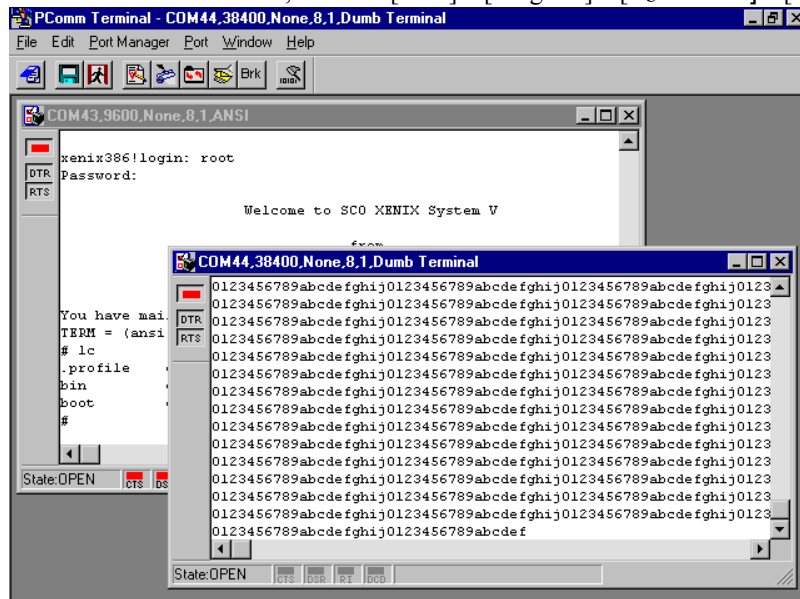 PComm Terminal - COM44,38400,None,8,1,Dumb Terminal
File Edit Port Manager Port Window Help
Brk
COM43,9600,None,8,1,ANSI
DTR
RTS
xenix386!login: root
Password:
Welcome to SCO XENIX System V
from
You have mai
TERM = (ansi
# lc
.profile
bin
boot
#
State:OPEN CTS
COM44,38400,None,8,1,Dumb Terminal
DTR
RTS
0123456789abcdefghij0123456789abcdefghij0123456789abcdefghij0123
0123456789abcdefghij0123456789abcdefghij0123456789abcdefghij0123
0123456789abcdefghij0123456789abcdefghij0123456789abcdefghij0123
0123456789abcdefghij0123456789abcdefghij0123456789abcdefghij0123
0123456789abcdefghij0123456789abcdefghij0123456789abcdefghij0123
0123456789abcdefghij0123456789abcdefghij0123456789abcdefghij0123
0123456789abcdefghij0123456789abcdefghij0123456789abcdefghij0123
0123456789abcdefghij0123456789abcdefghij0123456789abcdefghij0123
0123456789abcdefghij0123456789abcdefghij0123456789abcdefghij0123
0123456789abcdefghij0123456789abcdefghij0123456789abcdefghij0123
0123456789abcdefghij0123456789abcdefghij0123456789abcdefghij0123
0123456789abcdefghij0123456789abcdefghij0123456789abcdefghij0123
0123456789abcdefghij0123456789abcdefghij0123456789abcdefghij0123
0123456789abcdefghij0123456789abcdefghij0123456789abcdefghij0123
0123456789abcdefghij0123456789abcdef
State:OPEN CTS DSR RI DCD